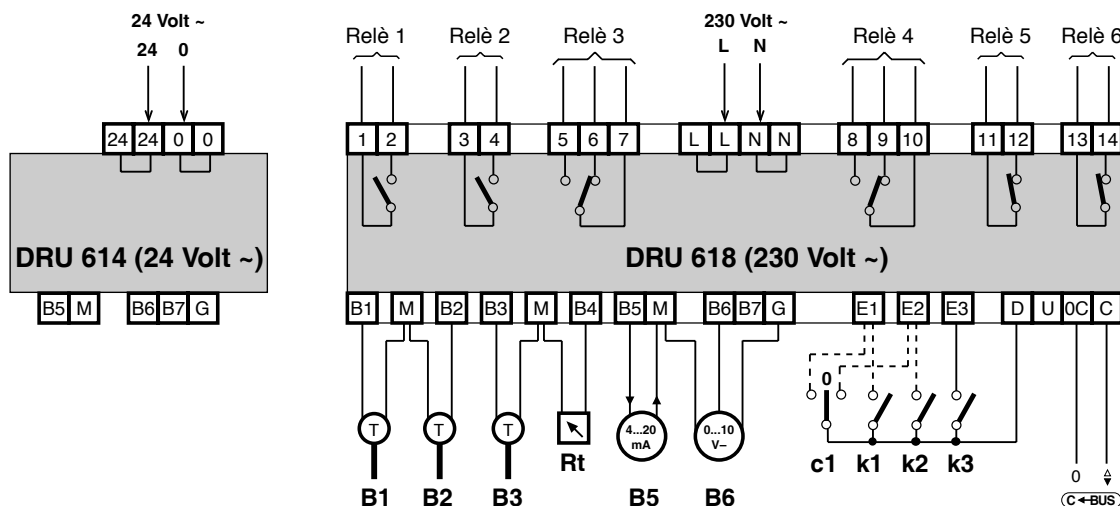 24 Volt ~
24 0
24 24 0 0
DRU 614 (24 Volt ~)
B5 M B6 B7 G
Relè 1 Relè 2 Relè 3 230 Volt ~ Relè 4 Relè 5 Relè 6
L N
1 2 3 4 5 6 7 L L N N 8 9 10 11 12 13 14
DRU 618 (230 Volt ~)
B1 M B2 B3 M B4 B5 M B6 B7 G E1 E2 E3 D U 0C C
0
T T T
4...20
mA
0...10
V–
Rt
c1 k1 k2 k3
B1 B2 B3 B5 B6
0
C BUS